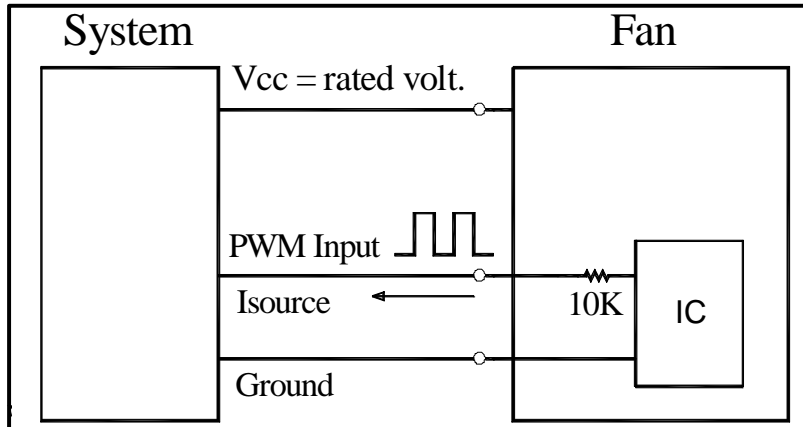 System
Fan
Vcc = rated volt.
PWM Input
Isource
10K
IC
Ground